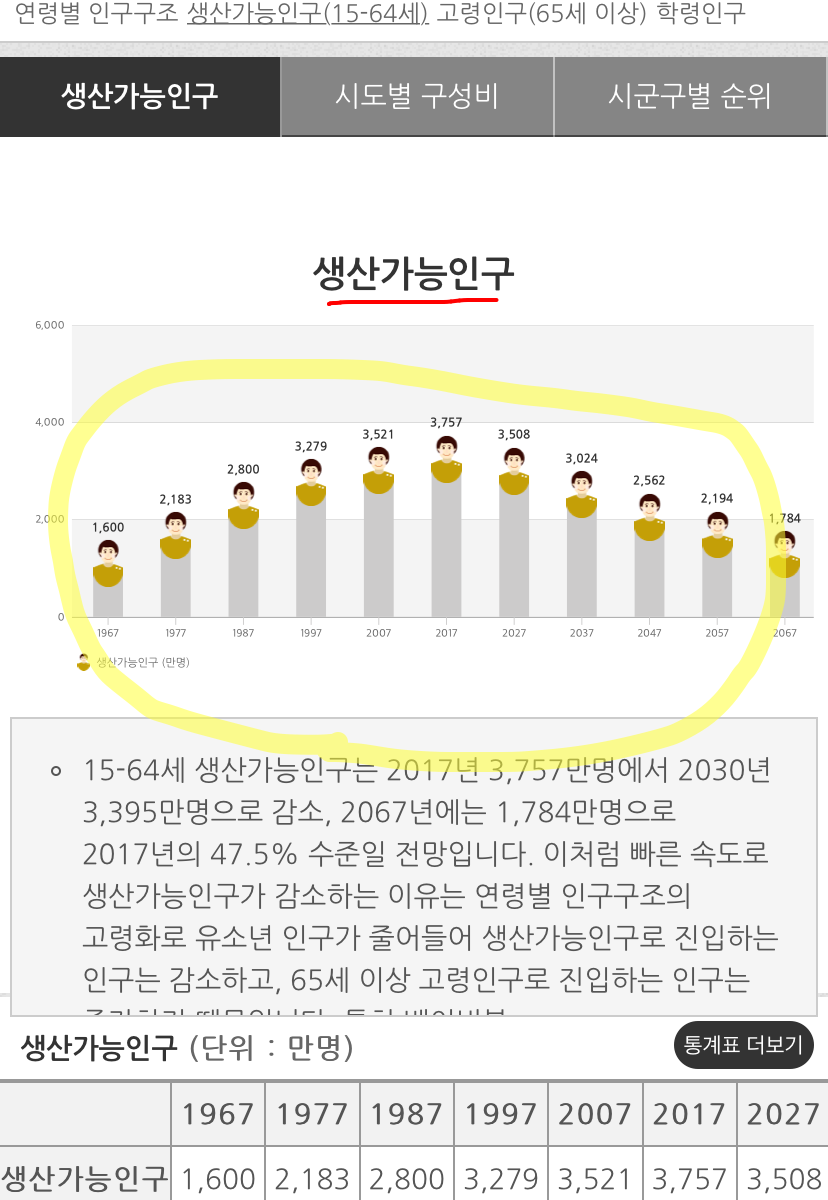 연령별 인구구조 생산가능인구(15-64세) 고령인구(65세 이상) 학령인구
생산가능인구 시도별 구성비 시군구별 순위
생산가능인구
6,000
4,000
2,000
0
1,600 2,183 2,800 3,279 3,521 3,757 3,508 3,024 2,562 2,194 1,784
1967 1977 1987 1997 2007 2017 2027 2037 2047 2057 2067
생산가능인구 (만명)
15-64세 생산가능인구는 2017년 3,757만명에서 2030년
3,395만명으로 감소, 2067년에는 1,784만명으로
2017년의 47.5% 수준일 전망입니다. 이처럼 빠른 속도로
생산가능인구가 감소하는 이유는 연령별 인구구조의
고령화로 유소년 인구가 줄어들어 생산가능인구로 진입하는
인구는 감소하고, 65세 이상 고령인구로 진입하는 인구는
생산가능인구 (단위 : 만명) 통계표 더보기
1967 1977 1987 1997 2007 2017 2027
생산가능인구 1,600 2,183 2,800 3,279 3,521 3,757 3,508